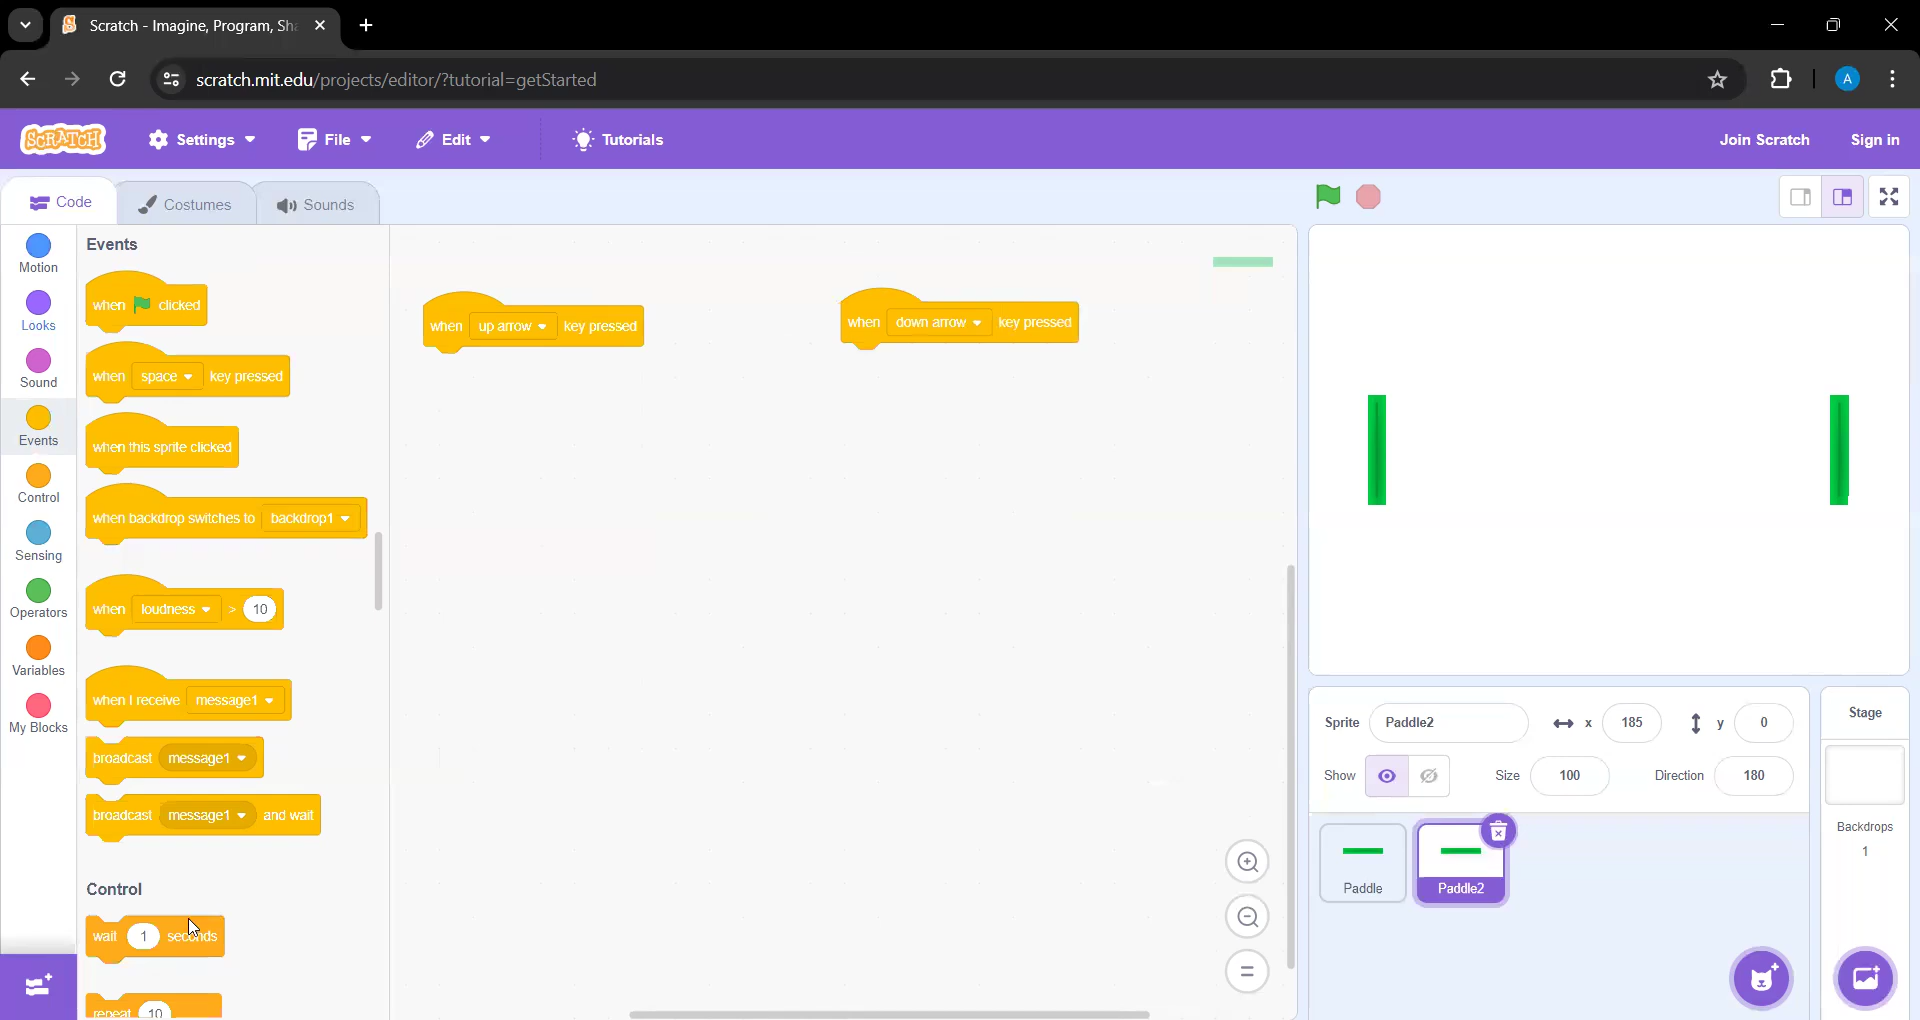 Scratch - Imagine, Program, Sh
scratch.mit.edu/projects/editor/?tutorial=getStarted
A
SCRATCH
Settings
File
Edit
Tutorials
Join Scratch
Sign in
Code
Costumes
Sounds
Motion
Looks
Sound
Events
Control
Sensing
Operators
Variables
My Blocks
Events
when clicked
when space key pressed
when this sprite clicked
when backdrop switches to backdrop1
when loudness > 10
when I receive message1
broadcast message1
broadcast message1 and wait
Control
wait 1 seconds
repeat 10
when up arrow key pressed
when down arrow key pressed
Sprite Paddle2 x 185 y 0
Show Size 100 Direction 180
Paddle
Paddle2
Stage
Backdrops
1